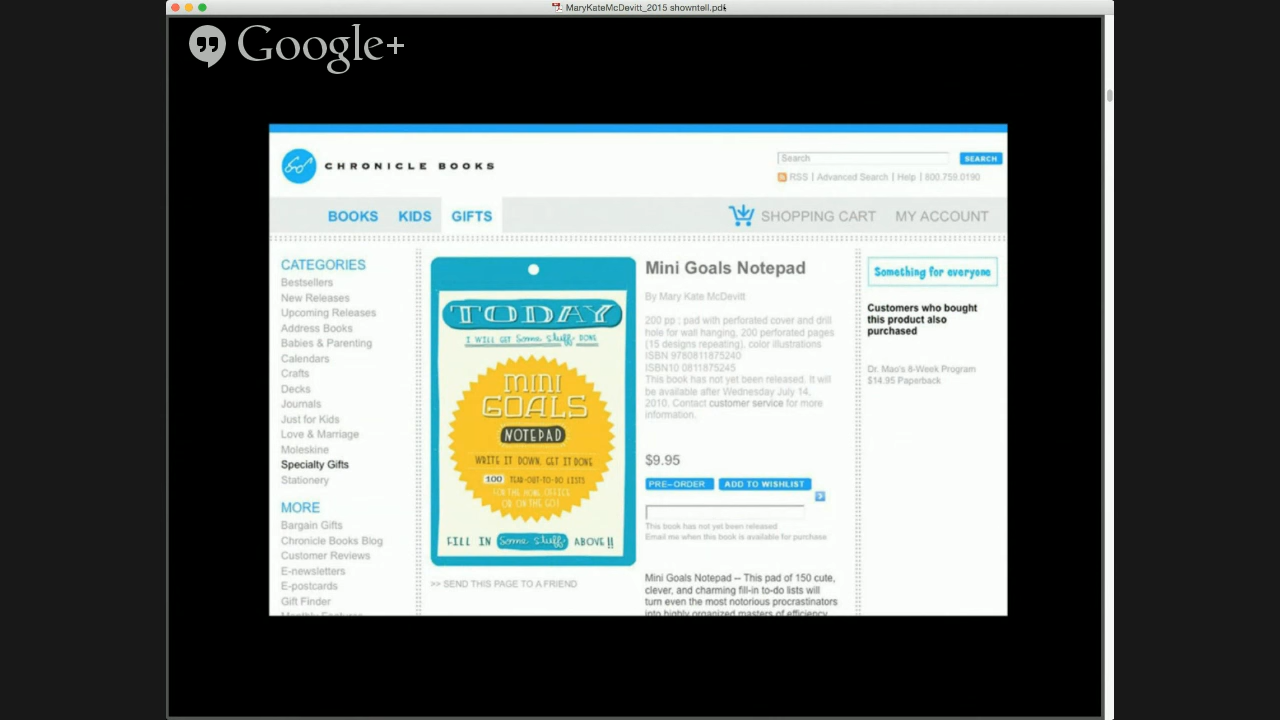 MaryKateMcDevitt_2015 showntell.pdf
Google+
CHRONICLE BOOKS
Search
SEARCH
RSS | Advanced Search | Help | 800.759.0190
BOOKS KIDS GIFTS
SHOPPING CART MY ACCOUNT
CATEGORIES
Bestsellers
New Releases
Upcoming Releases
Address Books
Babies & Parenting
Calendars
Crafts
Decks
Journals
Just for Kids
Love & Marriage
Moleskine
Specialty Gifts
Stationery
MORE
Bargain Gifts
Chronicle Books Blog
Customer Reviews
E-newsletters
E-postcards
Gift Finder
TODAY
I WILL GET Some stuff DONE
MINI
GOALS
NOTEPAD
WRITE IT DOWN. GET IT DONE
100 TEAR-OUT-TO-DO LISTS
FOR THE HOME, OFFICE
OR ON THE GO!
FILL IN Some stuff ABOVE!!
>> SEND THIS PAGE TO A FRIEND
Mini Goals Notepad
By Mary Kate McDevitt
200 pp ; pad with perforated cover and drill
hole for wall hanging, 200 perforated pages
(15 designs repeating), color illustrations
ISBN 9780811875240
ISBN10 0811875245
This book has not yet been released. It will
be available after Wednesday July 14,
2010. Contact customer service for more
information.
$9.95
PRE-ORDER ADD TO WISHLIST
This book has not yet been released
Email me when this book is available for purchase
Mini Goals Notepad -- This pad of 150 cute,
clever, and charming fill-in to-do lists will
turn even the most notorious procrastinators
into highly organized masters of efficiency
Something for everyone
Customers who bought
this product also
purchased
Dr. Mao's 8-Week Program
$14.95 Paperback